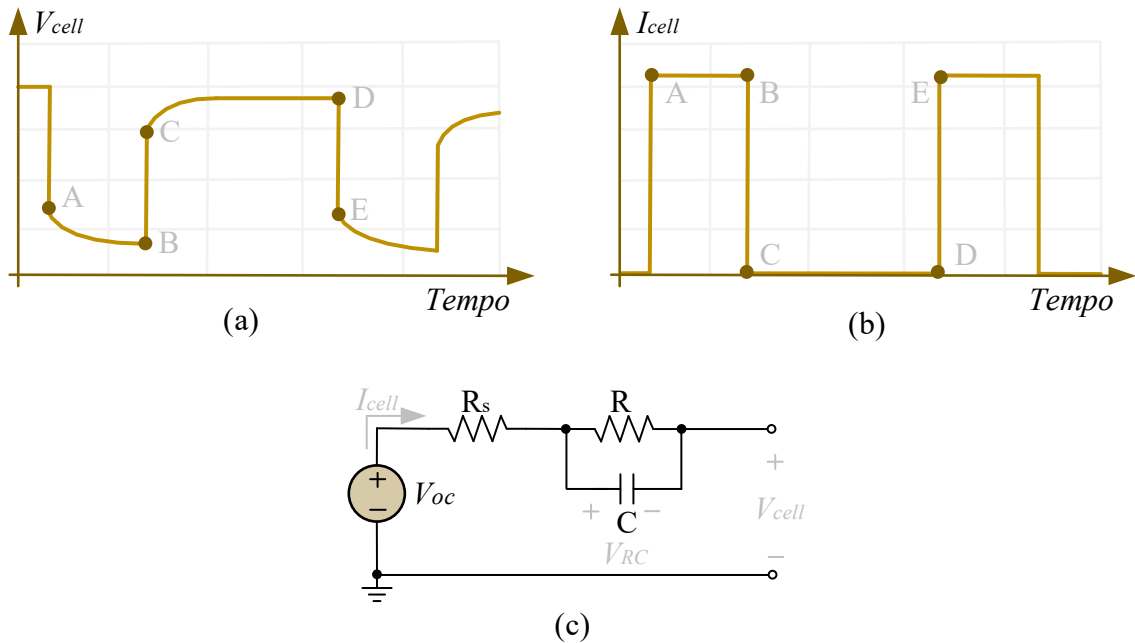 Vcell
A
B
C
D
E
Tempo
(a)
Icell
A
B
C
D
E
Tempo
(b)
Icell
Rs
R
+
−
Voc
+
−
C
VRC
+
Vcell
−
(c)